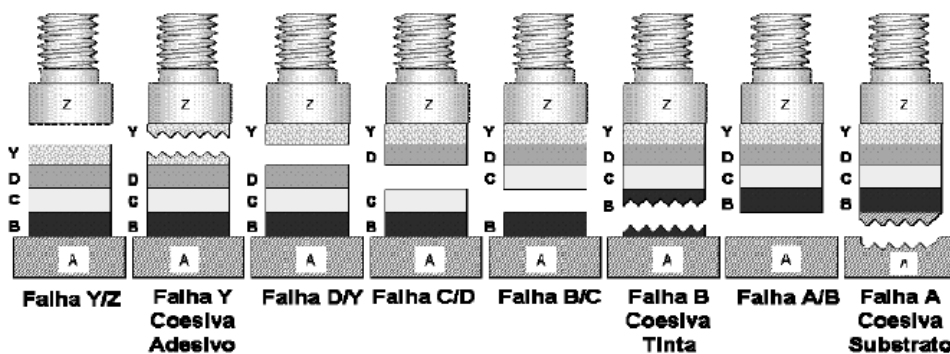 Z Z Z Z Z Z Z Z
Y Y Y Y Y Y Y
Y D D D D D
D D C C C C
C C C C B B B
B B B B B
A A A A A A A A
Falha Y/Z
Falha Y
Coesiva
Adesivo
Falha D/Y
Falha C/D
Falha B/C
Falha B
Coesiva
Tinta
Falha A/B
Falha A
Coesiva
Substrato